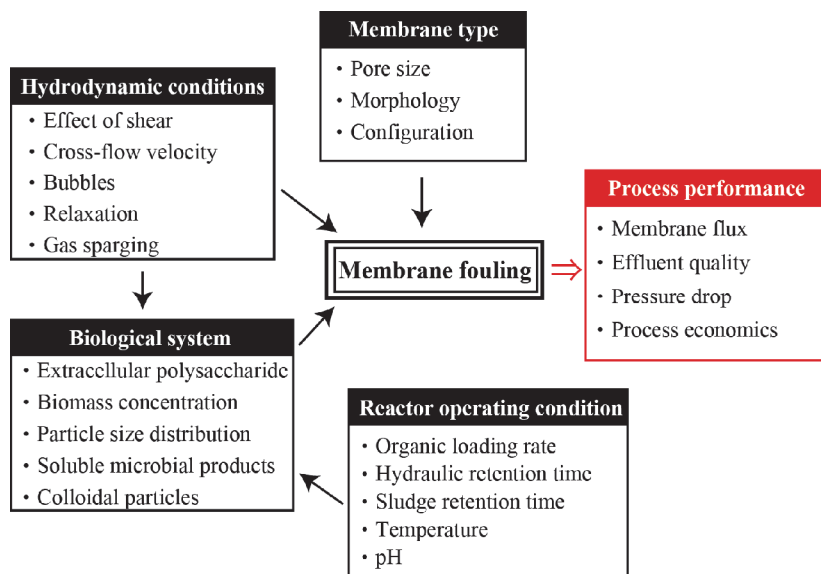 Membrane type
· Pore size
· Morphology
· Configuration
Hydrodynamic conditions
· Effect of shear
· Cross-flow velocity
· Bubbles
· Relaxation
· Gas sparging
Membrane fouling
Process performance
· Membrane flux
· Effluent quality
· Pressure drop
· Process economics
Biological system
· Extracellular polysaccharide
· Biomass concentration
· Particle size distribution
· Soluble microbial products
· Colloidal particles
Reactor operating condition
· Organic loading rate
· Hydraulic retention time
· Sludge retention time
· Temperature
· pH